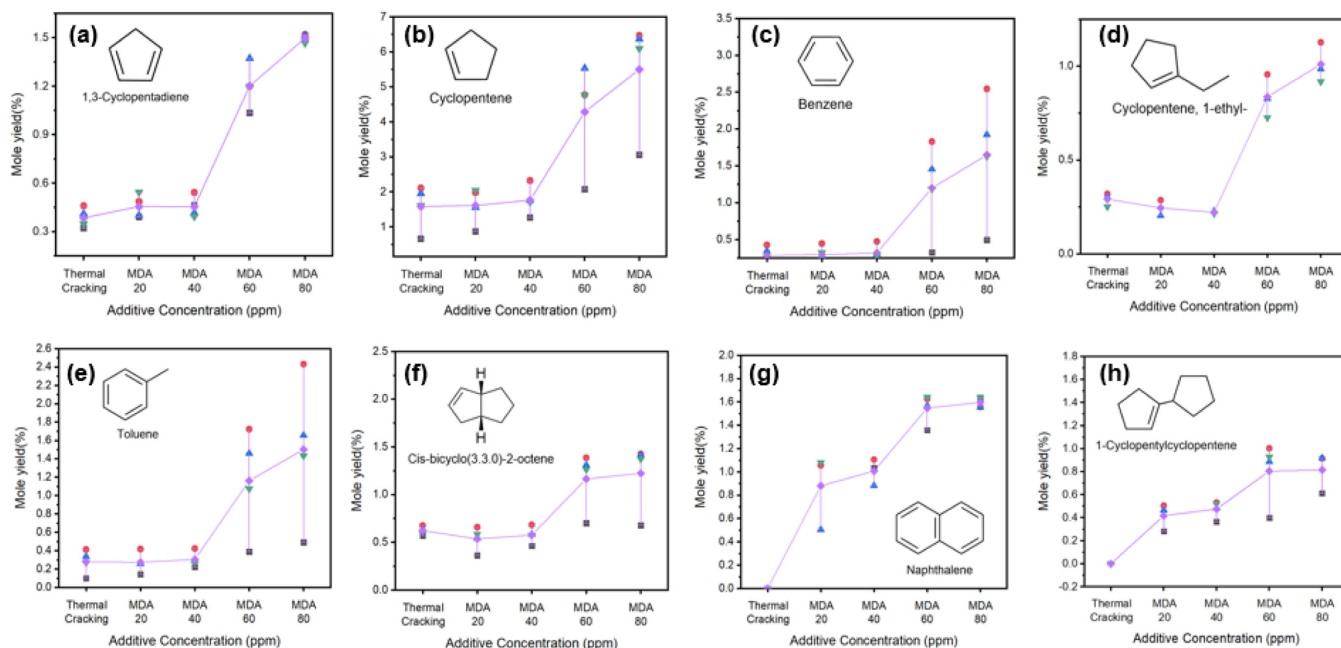 (a)
1,3-Cyclopentadiene
Mole yield(%)
1.5
1.2
0.9
0.6
0.3
Thermal Cracking
MDA 20
MDA 40
MDA 60
MDA 80
Additive Concentration (ppm)
(b)
Cyclopentene
Mole yield(%)
7
6
5
4
3
2
1
Thermal Cracking
MDA 20
MDA 40
MDA 60
MDA 80
Additive Concentration (ppm)
(c)
Benzene
Mole yield(%)
3.5
3.0
2.5
2.0
1.5
1.0
0.5
Thermal Cracking
MDA 20
MDA 40
MDA 60
MDA 80
Additive Concentration (ppm)
(d)
Cyclopentene, 1-ethyl-
Mole yield(%)
1.0
0.5
0.0
Thermal Cracking
MDA 20
MDA 40
MDA 60
MDA 80
Additive Concentration (ppm)
(e)
Toluene
Mole yield(%)
2.6
2.4
2.2
2.0
1.8
1.6
1.4
1.2
1.0
0.8
0.6
0.4
0.2
0.0
Thermal Cracking
MDA 20
MDA 40
MDA 60
MDA 80
Additive Concentration (ppm)
(f)
H
H
Cis-bicyclo(3.3.0)-2-octene
Mole yield(%)
2.5
2.0
1.5
1.0
0.5
0.0
Thermal Cracking
MDA 20
MDA 40
MDA 60
MDA 80
Additive Concentration (ppm)
(g)
Naphthalene
Mole yield(%)
2.0
1.8
1.6
1.4
1.2
1.0
0.8
0.6
0.4
0.2
0.0
Thermal Cracking
MDA 20
MDA 40
MDA 60
MDA 80
Additive Concentration (ppm)
(h)
1-Cyclopentylcyclopentene
Mole yield(%)
1.8
1.6
1.4
1.2
1.0
0.8
0.6
0.4
0.2
0.0
-0.2
Thermal Cracking
MDA 20
MDA 40
MDA 60
MDA 80
Additive Concentration (ppm)